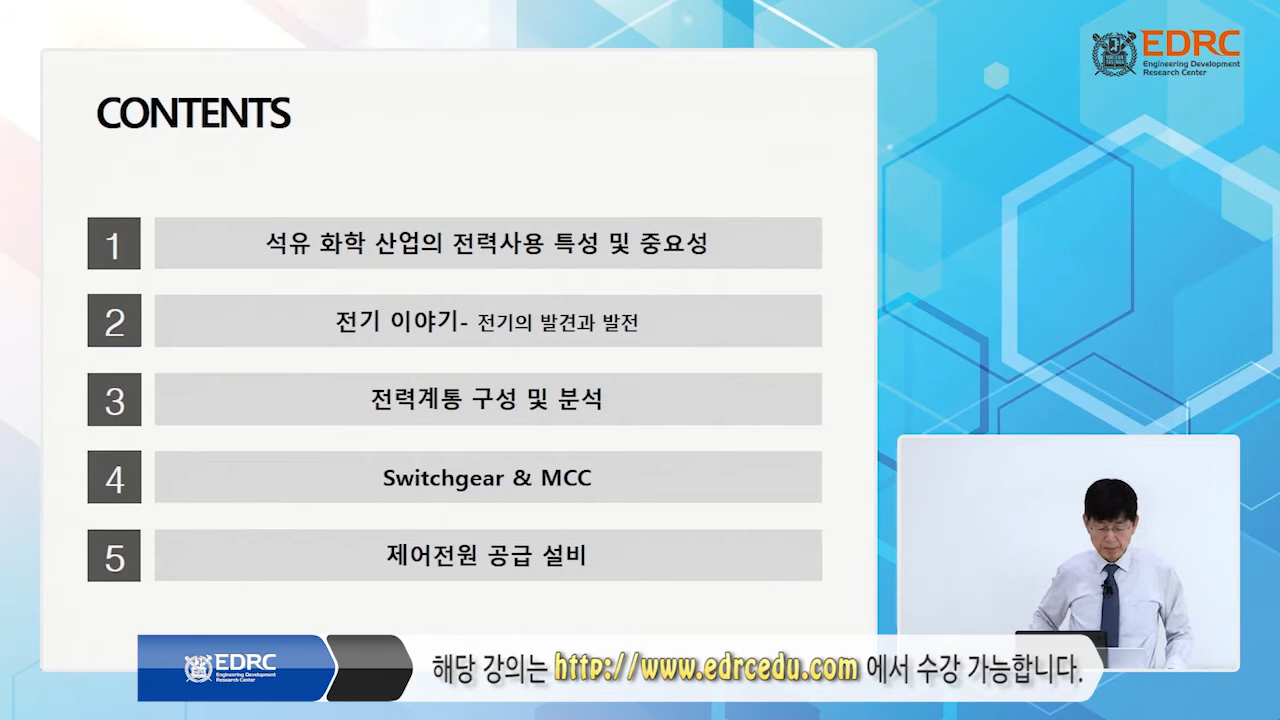 EDRC
Engineering Development
Research Center
CONTENTS
1 석유 화학 산업의 전력사용 특성 및 중요성
2 전기 이야기- 전기의 발견과 발전
3 전력계통 구성 및 분석
4 Switchgear & MCC
5 제어전원 공급 설비
EDRC
Engineering Development
Research Center
해당 강의는 http://www.edrcedu.com 에서 수강 가능합니다.